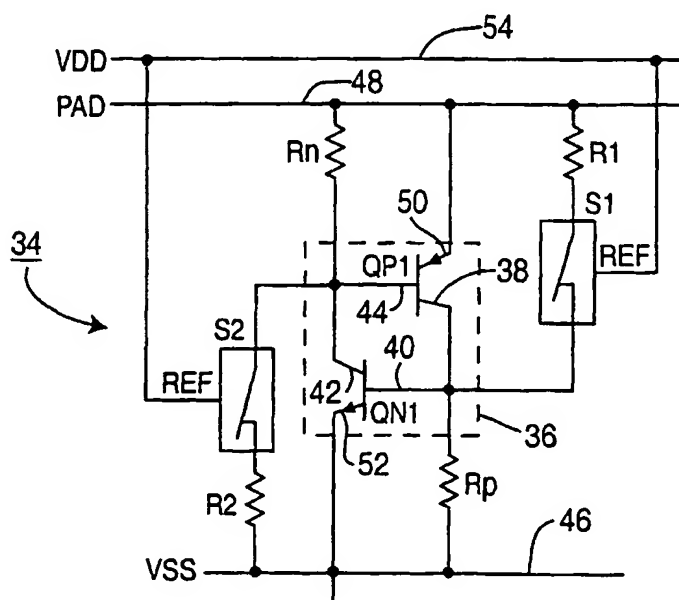 54
VDD
48
PAD
Rn
R1
50
S1
34
QP1
38
REF
44
S2
40
REF
42
QN1
36
52
Rp
R2
46
VSS